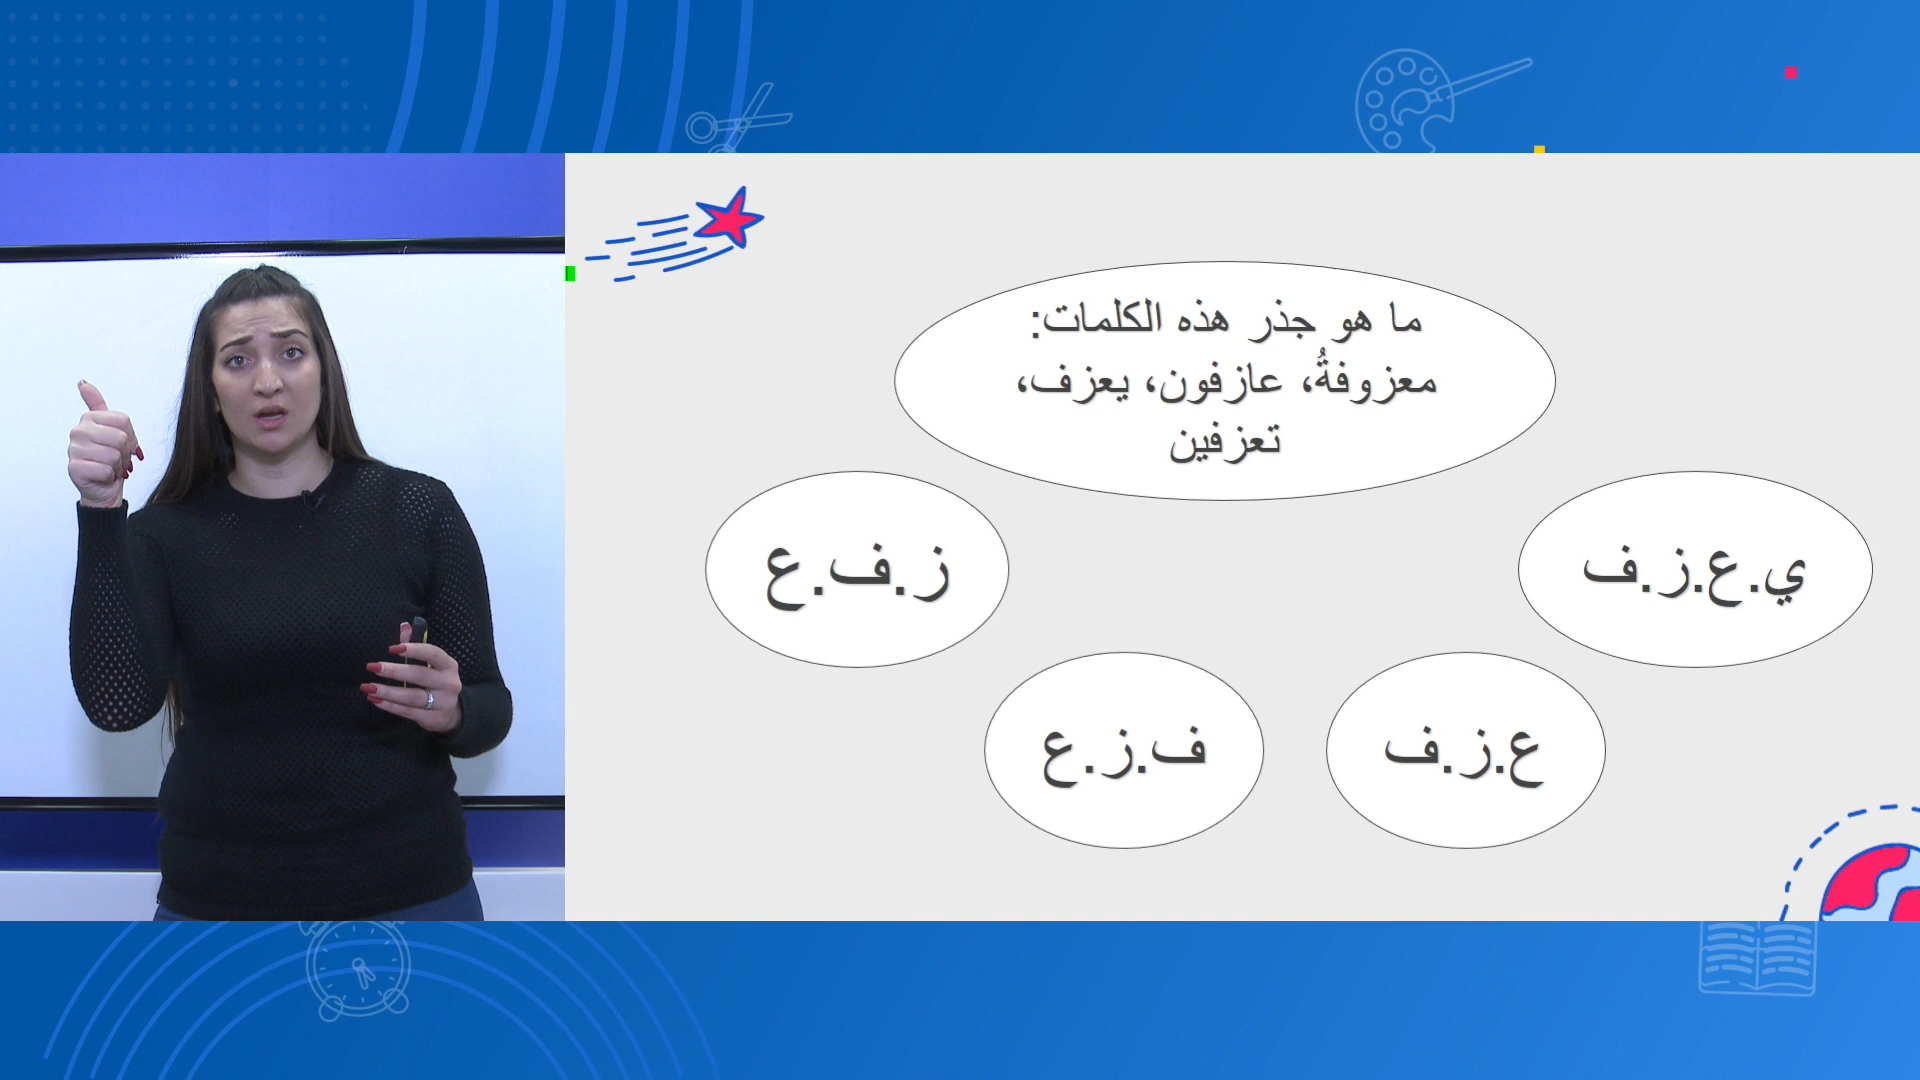 ما هو جذر هذه الكلمات:
معزوفةُ، عازفون، يعزف،
تعزفين
ي.ع.ز.ف
ز.ف.ع
ع.ز.ف
ف.ز.ع